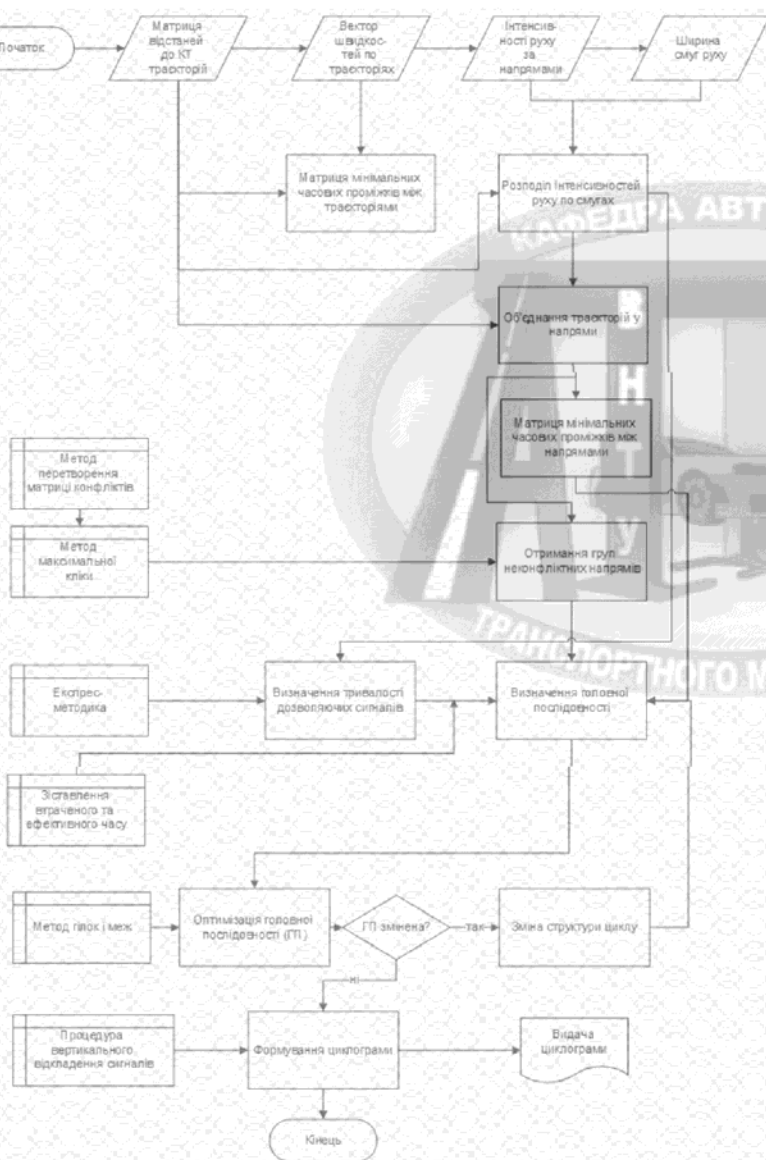 Початок
Матриця
відстаней
до КТ
траєкторій
Вектор
швидкос-
тей по
траєкторіях
Інтенсив-
ності руху
за
напрямами
Ширина
смуг руху
Матриця мінімальних
часових проміжків між
траєкторіями
Розподіл інтенсивностей
руху по смугах
КАФЕДРА АВТ
Об'єднання траєкторій у
напрями
В
Н
Т
У
Матриця мінімальних
часових проміжків між
напрямами
Метод
перетворення
матриці конфліктів
Метод
максимальної
кліки
Отримання груп
неконфліктних напрямів
ТРАНСПОРТНОГО М
Експрес-
методика
Визначення тривалості
дозволяючих сигналів
Визначення головної
послідовності
Зіставлення
втраченого та
ефективного часу
Метод гілок і меж
Оптимізація головної
послідовності (ГП)
ГП змінена?
так
Зміна структури циклу
ні
Процедура
вертикального
відкладення сигналів
Формування циклограми
Видача
циклограми
Кінець